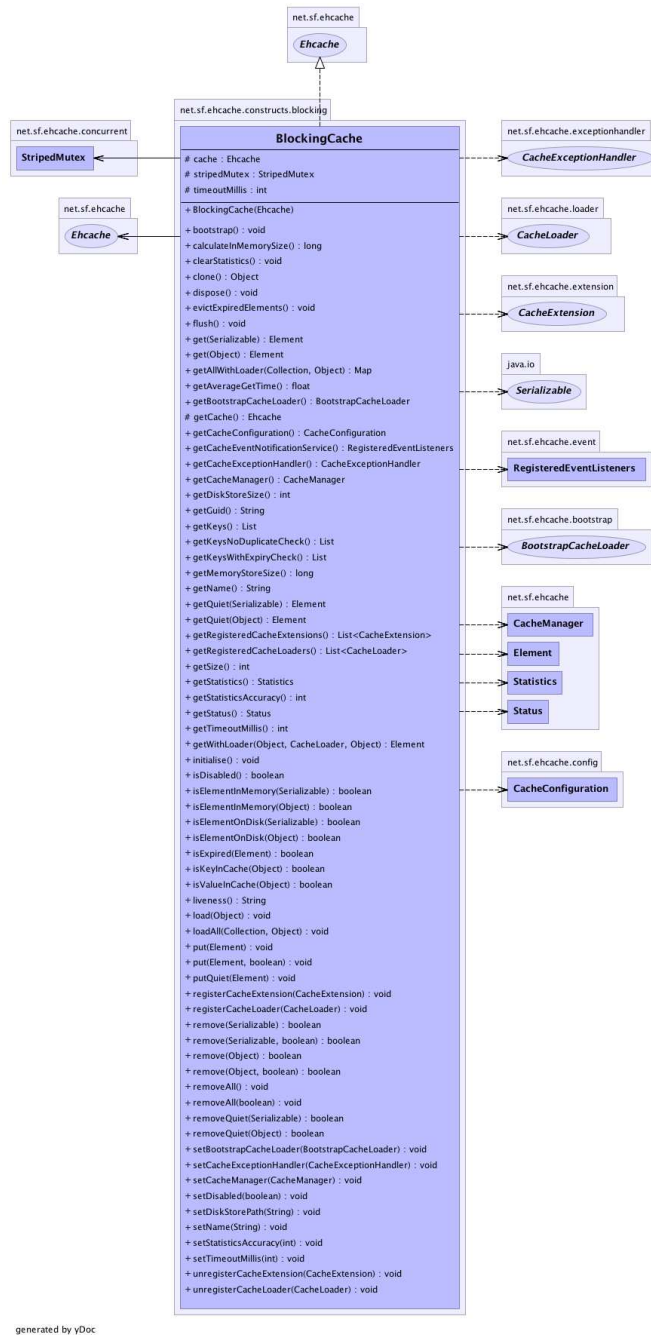 net.sf.ehcache
Ehcache
net.sf.ehcache.constructs.blocking
BlockingCache
# cache : Ehcache
# stripedMutex : StripedMutex
# timeoutMillis : int
+ BlockingCache(Ehcache)
+ bootstrap() : void
+ calculateInMemorySize() : long
+ clearStatistics() : void
+ clone() : Object
+ dispose() : void
+ evictExpiredElements() : void
+ flush() : void
+ get(Serializable) : Element
+ get(Object) : Element
+ getAllWithLoader(Collection, Object) : Map
+ getAverageGetTime() : float
+ getBootstrapCacheLoader() : BootstrapCacheLoader
# getCache() : Ehcache
+ getCacheConfiguration() : CacheConfiguration
+ getCacheEventNotificationService() : RegisteredEventListeners
+ getCacheExceptionHandler() : CacheExceptionHandler
+ getCacheManager() : CacheManager
+ getDiskStoreSize() : int
+ getGuid() : String
+ getKeys() : List
+ getKeysNoDuplicateCheck() : List
+ getKeysWithExpiryCheck() : List
+ getMemoryStoreSize() : long
+ getName() : String
+ getQuiet(Serializable) : Element
+ getQuiet(Object) : Element
+ getRegisteredCacheExtensions() : List<CacheExtension>
+ getRegisteredCacheLoaders() : List<CacheLoader>
+ getSize() : int
+ getStatistics() : Statistics
+ getStatisticsAccuracy() : int
+ getStatus() : Status
+ getTimeoutMillis() : int
+ getWithLoader(Object, CacheLoader, Object) : Element
+ initialise() : void
+ isDisabled() : boolean
+ isElementInMemory(Serializable) : boolean
+ isElementInMemory(Object) : boolean
+ isElementOnDisk(Serializable) : boolean
+ isElementOnDisk(Object) : boolean
+ isExpired(Element) : boolean
+ isKeyInCache(Object) : boolean
+ isValueInCache(Object) : boolean
+ liveness() : String
+ load(Object) : void
+ loadAll(Collection, Object) : void
+ put(Element) : void
+ put(Element, boolean) : void
+ putQuiet(Element) : void
+ registerCacheExtension(CacheExtension) : void
+ registerCacheLoader(CacheLoader) : void
+ remove(Serializable) : boolean
+ remove(Serializable, boolean) : boolean
+ remove(Object) : boolean
+ remove(Object, boolean) : boolean
+ removeAll() : void
+ removeAll(boolean) : void
+ removeQuiet(Serializable) : boolean
+ removeQuiet(Object) : boolean
+ setBootstrapCacheLoader(BootstrapCacheLoader) : void
+ setCacheExceptionHandler(CacheExceptionHandler) : void
+ setCacheManager(CacheManager) : void
+ setDisabled(boolean) : void
+ setDiskStorePath(String) : void
+ setName(String) : void
+ setStatisticsAccuracy(int) : void
+ setTimeoutMillis(int) : void
+ unregisterCacheExtension(CacheExtension) : void
+ unregisterCacheLoader(CacheLoader) : void
net.sf.ehcache.concurrent
StripedMutex
net.sf.ehcache
Ehcache
net.sf.ehcache.exceptionhandler
CacheExceptionHandler
net.sf.ehcache.loader
CacheLoader
net.sf.ehcache.extension
CacheExtension
java.io
Serializable
net.sf.ehcache.event
RegisteredEventListeners
net.sf.ehcache.bootstrap
BootstrapCacheLoader
net.sf.ehcache
CacheManager
Element
Statistics
Status
net.sf.ehcache.config
CacheConfiguration
generated by yDoc